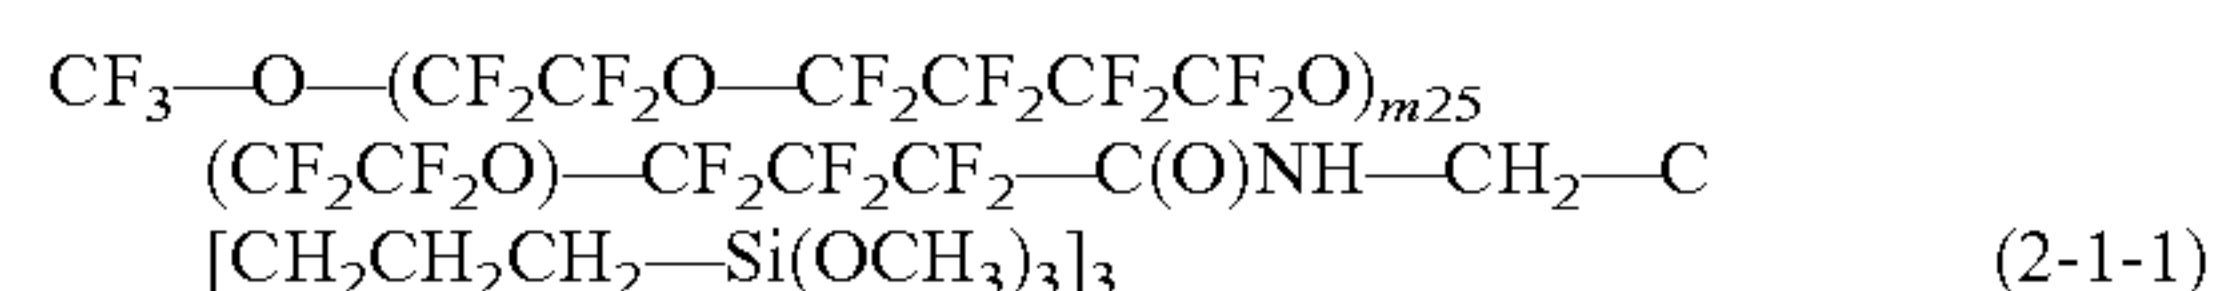 CF₃—O—(CF₂CF₂O—CF₂CF₂CF₂CF₂O)ₘ₂₅
(CF₂CF₂O)—CF₂CF₂CF₂—C(O)NH—CH₂—C
[CH₂CH₂CH₂—Si(OCH₃)₃]₃ (2-1-1)